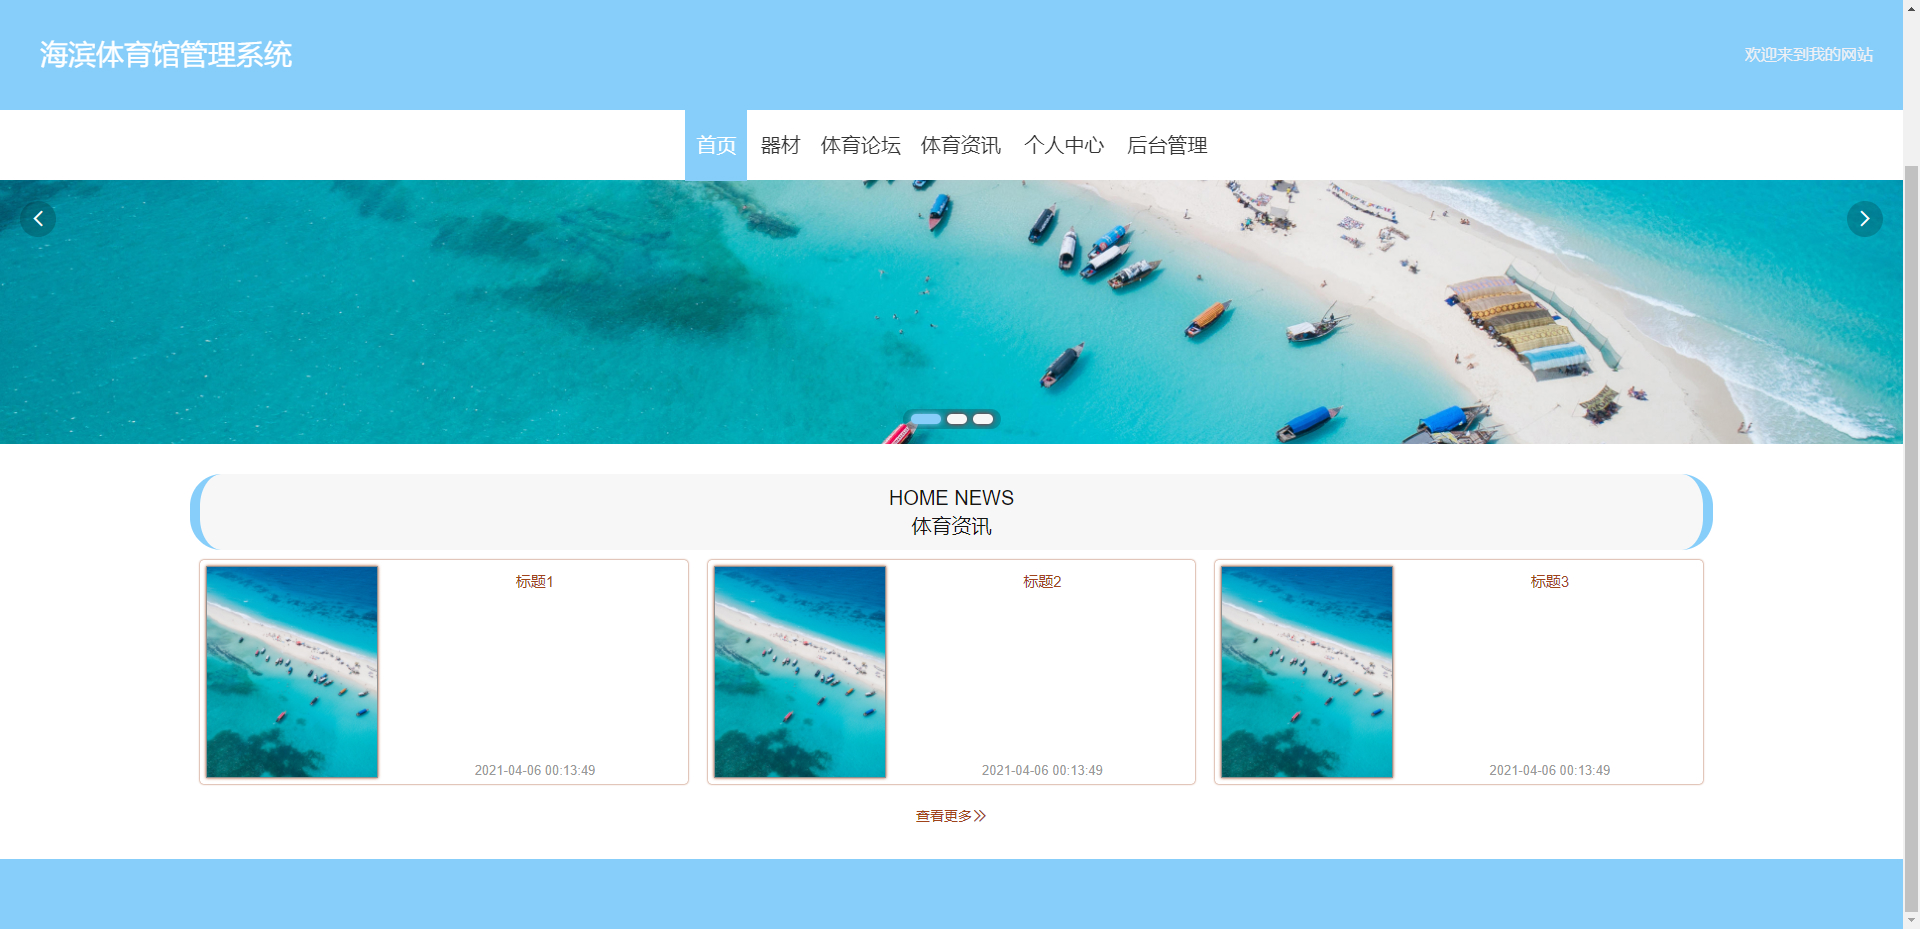 海滨体育馆管理系统
欢迎来到我的网站
首页 器材 体育论坛 体育资讯 个人中心 后台管理
HOME NEWS
体育资讯
标题1
2021-04-06 00:13:49
标题2
2021-04-06 00:13:49
标题3
2021-04-06 00:13:49
查看更多